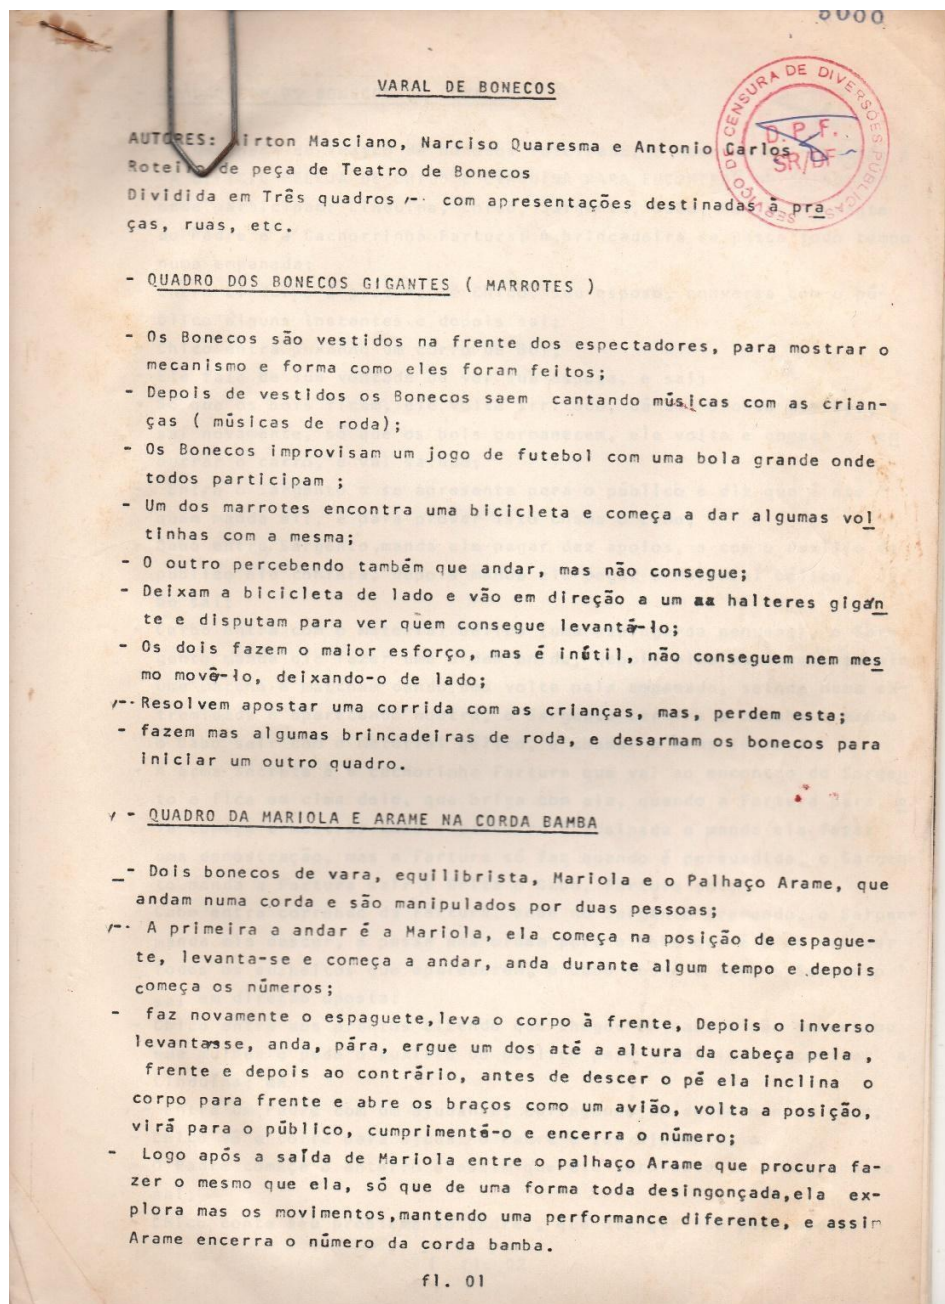 5000
VARAL DE BONECOS
SERVIÇO DE CENSURA DE DIVERSÕES PÚBLICAS
D.P.F.
SR/DF
AUTORES: Airton Masciano, Narciso Quaresma e Antonio Carlos
Roteiro de peça de Teatro de Bonecos
Dividida em Três quadros -- com apresentações destinadas à pra
ças, ruas, etc.
- QUADRO DOS BONECOS GIGANTES ( MARROTES )
- Os Bonecos são vestidos na frente dos espectadores, para mostrar o
mecanismo e forma como eles foram feitos;
- Depois de vestidos os Bonecos saem cantando músicas com as crian-
ças ( músicas de roda);
- Os Bonecos improvisam um jogo de futebol com uma bola grande onde
todos participam ;
- Um dos marrotes encontra uma bicicleta e começa a dar algumas vol
tinhas com a mesma;
- O outro percebendo também que andar, mas não consegue;
- Deixam a bicicleta de lado e vão em direção a um halteres gigan
te e disputam para ver quem consegue levantá-lo;
- Os dois fazem o maior esforço, mas é inútil, não conseguem nem mes
mo movê-lo, deixando-o de lado;
-- Resolvem apostar uma corrida com as crianças, mas, perdem esta;
- fazem mas algumas brincadeiras de roda, e desarmam os bonecos para
iniciar um outro quadro.
- QUADRO DA MARIOLA E ARAME NA CORDA BAMBA
- Dois bonecos de vara, equilibrista, Mariola e o Palhaço Arame, que
andam numa corda e são manipulados por duas pessoas;
-- A primeira a andar é a Mariola, ela começa na posição de espague-
te, levanta-se e começa a andar, anda durante algum tempo e .depois
começa os números;
- faz novamente o espaguete,leva o corpo à frente, Depois o inverso
levantasse, anda, pára, ergue um dos até a altura da cabeça pela ,
frente e depois ao contrário, antes de descer o pé ela inclina o
corpo para frente e abre os braços como um avião, volta a posição,
virá para o público, cumprimentá-o e encerra o número;
- Logo após a saída de Mariola entre o palhaço Arame que procura fa-
zer o mesmo que ela, só que de uma forma toda desingonçada,ela ex-
plora mas os movimentos,mantendo uma performance diferente, e assim
Arame encerra o número da corda bamba.
fl. 01